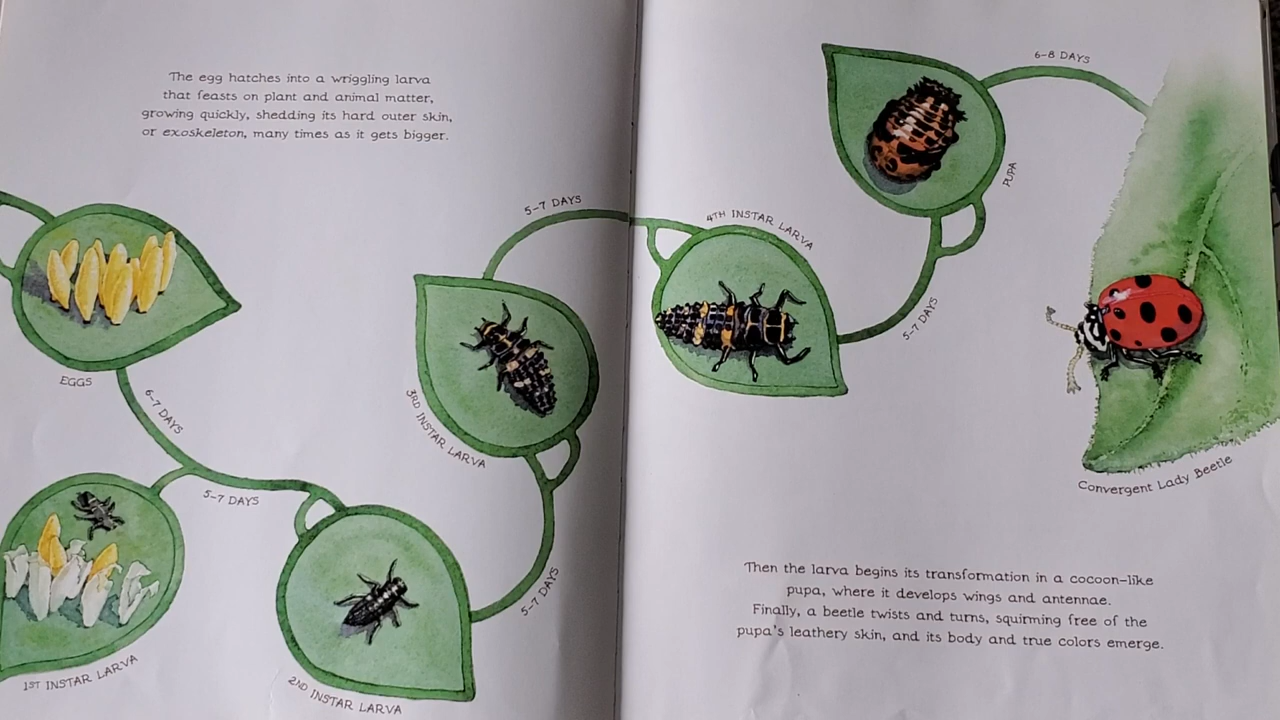 The egg hatches into a wriggling larva
that feasts on plant and animal matter,
growing quickly, shedding its hard outer skin,
or exoskeleton, many times as it gets bigger.
EGGS
6-7 DAYS
1ST INSTAR LARVA
5-7 DAYS
2ND INSTAR LARVA
5-7 DAYS
3RD INSTAR LARVA
5-7 DAYS
4TH INSTAR LARVA
5-7 DAYS
PUPA
6-8 DAYS
Convergent Lady Beetle
Then the larva begins its transformation in a cocoon-like
pupa, where it develops wings and antennae.
Finally, a beetle twists and turns, squirming free of the
pupa's leathery skin, and its body and true colors emerge.